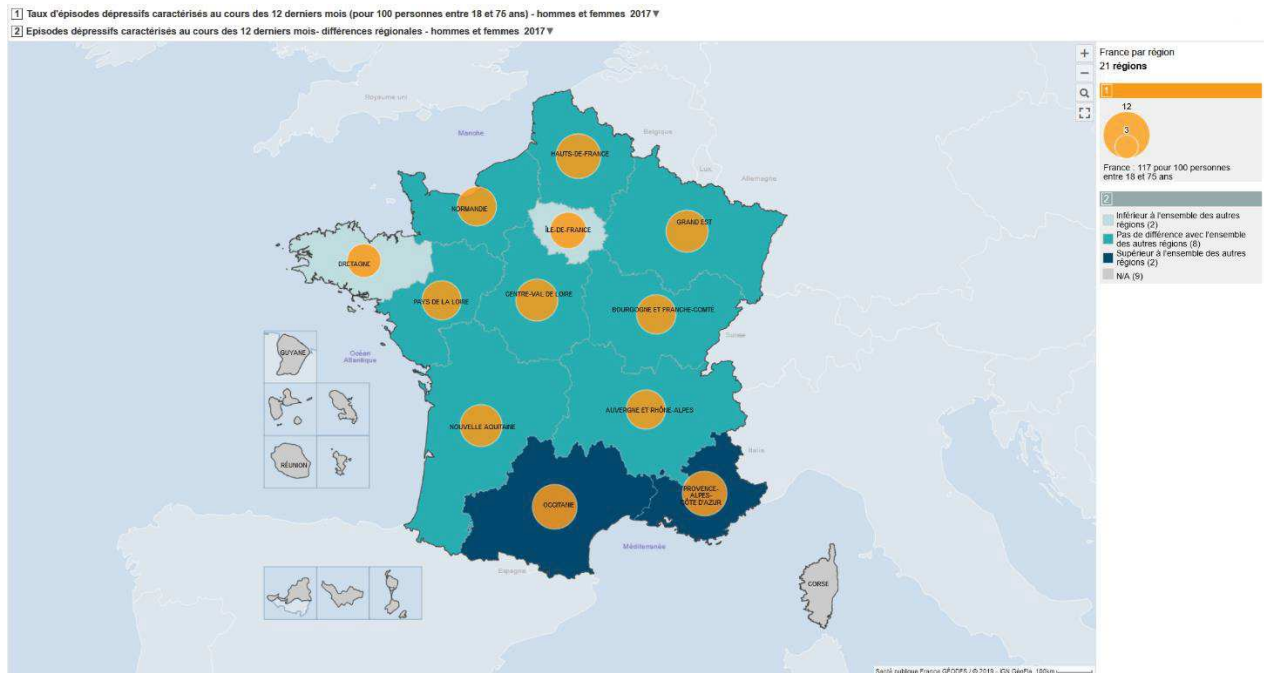 1 Taux d'épisodes dépressifs caractérisés au cours des 12 derniers mois (pour 100 personnes entre 18 et 75 ans) - hommes et femmes 2017▼
2 Episodes dépressifs caractérisés au cours des 12 derniers mois- différences régionales - hommes et femmes 2017▼
France par région
21 régions
1
12
3
France : 117 pour 100 personnes
entre 18 et 75 ans
2
Inférieur à l'ensemble des autres
régions (2)
Pas de différence avec l'ensemble
des autres régions (8)
Supérieur à l'ensemble des autres
régions (2)
N/A (9)
Royaume uni
Manche
Belgique
Lux
Allemagne
HAUTS-DE-FRANCE
NORMANDIE
ÎLE-DE-FRANCE
GRAND EST
BRETAGNE
PAYS DE LA LOIRE
CENTRE-VAL DE LOIRE
BOURGOGNE ET FRANCHE-COMTE
Suisse
GUYANE
Océan
Atlantique
AUVERGNE ET RHÔNE-ALPES
NOUVELLE AQUITAINE
Italie
RÉUNION
OCCITANIE
PROVENCE-
ALPES-
CÔTE D'AZUR
Méditerranée
Espagne
CORSE
Santé publique France GÉODES / © 2019 - IGN GéoFla 100km